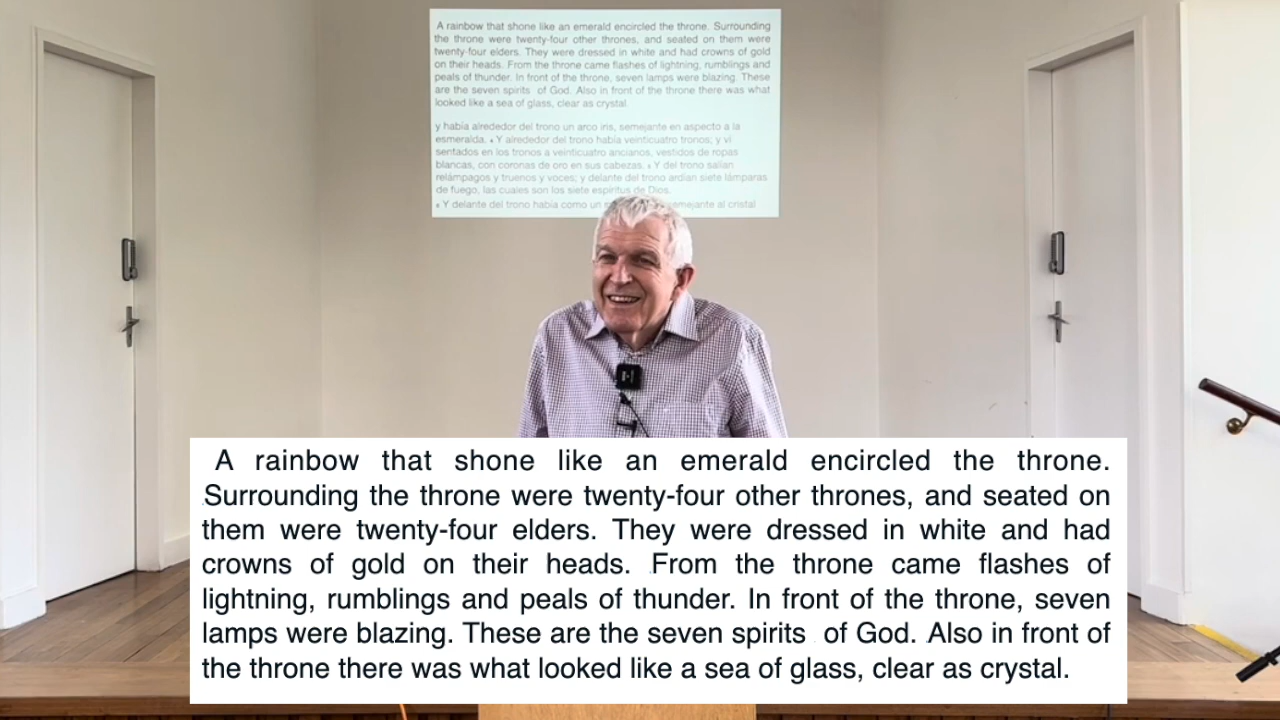 A rainbow that shone like an emerald encircled the throne. Surrounding
the throne were twenty-four other thrones, and seated on them were
twenty-four elders. They were dressed in white and had crowns of gold
on their heads. From the throne came flashes of lightning, rumblings and
peals of thunder. In front of the throne, seven lamps were blazing. These
are the seven spirits of God. Also in front of the throne there was what
looked like a sea of glass, clear as crystal.
y había alrededor del trono un arco iris, semejante en aspecto a la
esmeralda. Y alrededor del trono había veinticuatro tronos; y vi
sentados en los tronos a veinticuatro ancianos, vestidos de ropas
blancas, con coronas de oro en sus cabezas. Y del trono salían
relámpagos y truenos y voces; y delante del trono ardían siete lámparas
de fuego, las cuales son los siete espíritus de Dios.
Y delante del trono había como un semejante al cristal
A rainbow that shone like an emerald encircled the throne.
Surrounding the throne were twenty-four other thrones, and seated on
them were twenty-four elders. They were dressed in white and had
crowns of gold on their heads. From the throne came flashes of
lightning, rumblings and peals of thunder. In front of the throne, seven
lamps were blazing. These are the seven spirits of God. Also in front of
the throne there was what looked like a sea of glass, clear as crystal.